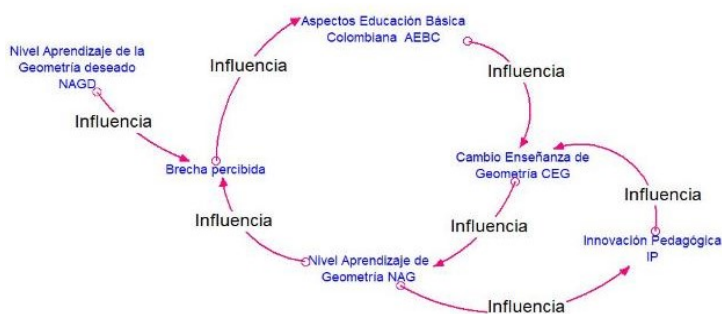 Aspectos Educación Básica
Colombiana AEBC
Nivel Aprendizaje de la
Geometría deseado
NAGD
Influencia
Influencia
Influencia
Brecha percibida
Cambio Enseñanza de
Geometría CEG
Influencia
Influencia
Influencia
Innovación Pedagógica
IP
Nivel Aprendizaje de
Geometría NAG
Influencia